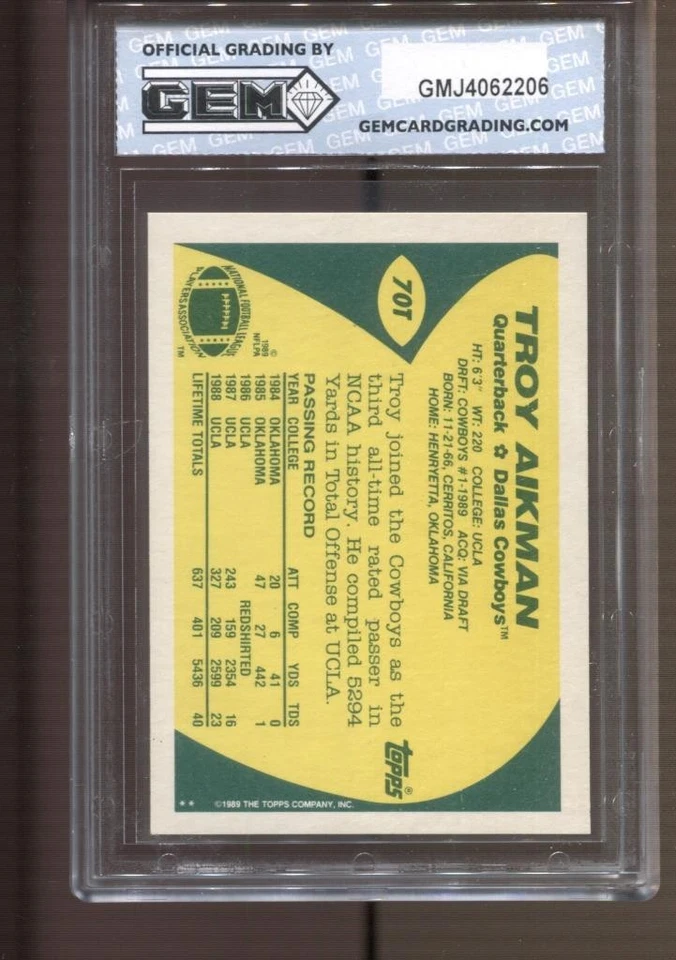 OFFICIAL GRADING BY
GEM
GMJ4062206
GEMCARDGRADING.COM
70T
TROY AIKMAN
Quarterback ✩ Dallas Cowboys™
HT: 6'3" WT: 220 COLLEGE: UCLA
DRFT: COWBOYS #1-1989 ACQ: VIA DRAFT
BORN: 11-21-66, CERRITOS, CALIFORNIA
HOME: HENRYETTA, OKLAHOMA
Troy joined the Cowboys as the
third all-time rated passer in
NCAA history. He compiled 5294
Yards in Total Offense at UCLA.
topps®
PASSING RECORD
YEAR COLLEGE ATT COMP YDS TDS
1984 OKLAHOMA 20 6 41 0
1985 OKLAHOMA 47 27 442 1
1986 UCLA REDSHIRTED
1987 UCLA 243 159 2354 16
1988 UCLA 327 209 2599 23
LIFETIME TOTALS 637 401 5436 40
NATIONAL FOOTBALL LEAGUE
PLAYERS ASSOCIATION
™
©
1989
NFLPA
** ©1989 THE TOPPS COMPANY, INC.